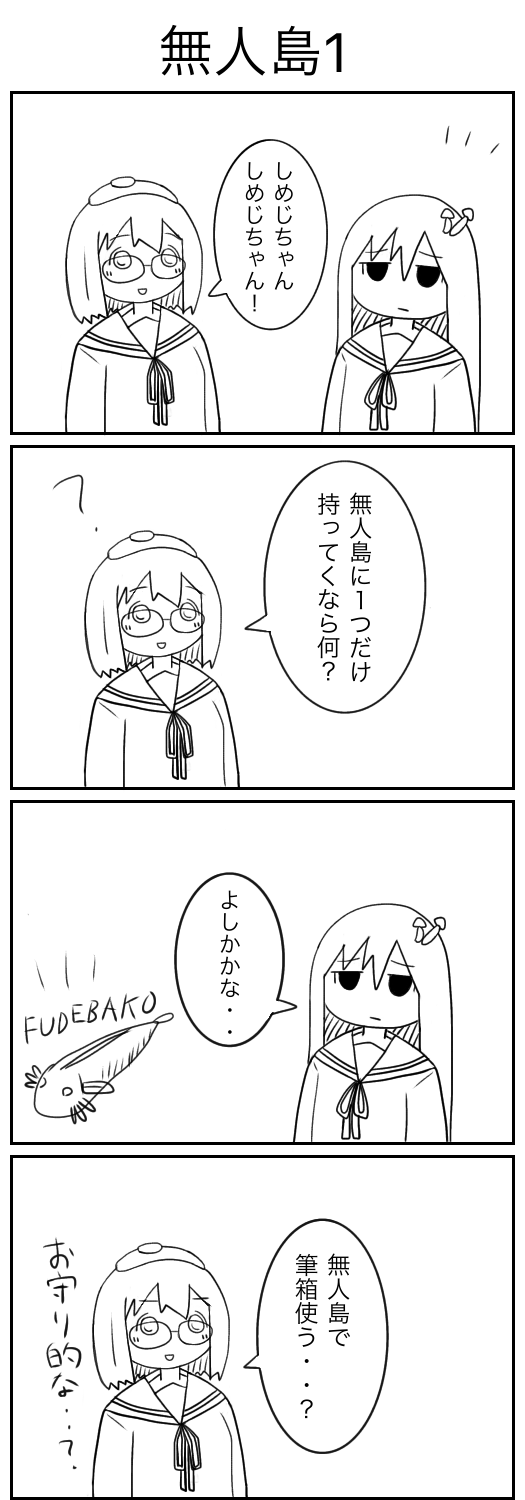 無人島1
しめじちゃん
しめじちゃん！
無人島に1つだけ
持ってくなら何？
？
よしかかな・・
FUDEBAKO
無人島で
筆箱使う・・？
お守り的な・・？